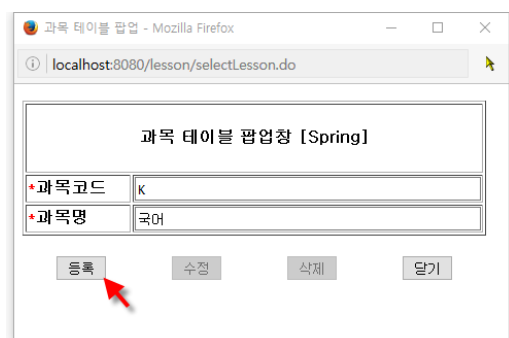 과목 테이블 팝업 - Mozilla Firefox
localhost:8080/lesson/selectLesson.do
과목 테이블 팝업창 [Spring]
*과목코드 K
*과목명 국어
등록 수정 삭제 닫기